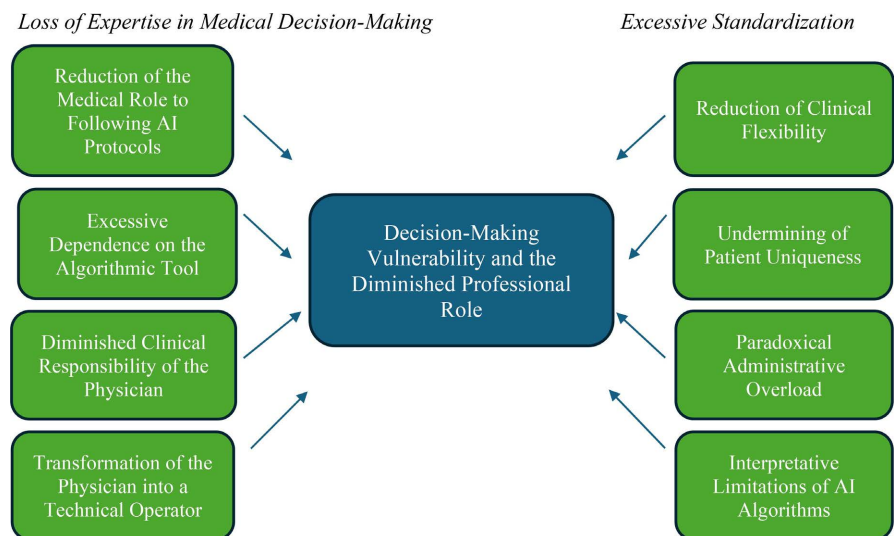 Loss of Expertise in Medical Decision-Making
Reduction of the
Medical Role to
Following AI
Protocols
Excessive
Dependence on the
Algorithmic Tool
Diminished Clinical
Responsibility of the
Physician
Transformation of the
Physician into a
Technical Operator
Decision-Making
Vulnerability and the
Diminished Professional
Role
Excessive Standardization
Reduction of Clinical
Flexibility
Undermining of
Patient Uniqueness
Paradoxical
Administrative
Overload
Interpretative
Limitations of AI
Algorithms